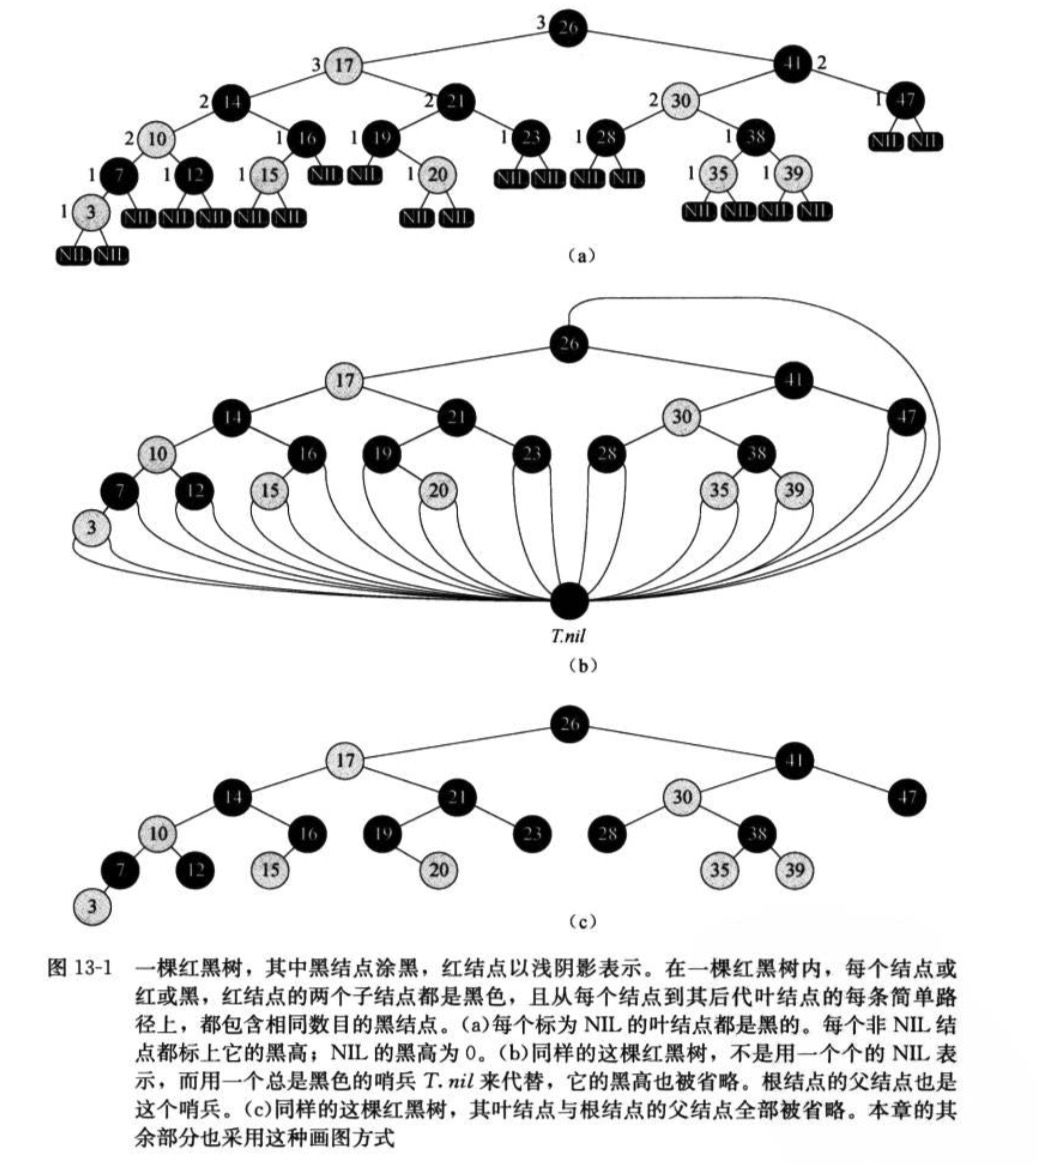 3 26
3 17 41 2
2 14 2 21 2 30 1 47
2 10 1 16 1 19 1 23 1 28 1 38 NIL NIL
1 7 1 12 1 15 NIL NIL 1 20 NIL NIL NIL NIL 1 35 1 39
1 3 NIL NIL NIL NIL NIL NIL NIL NIL NIL NIL NIL
NIL NIL
(a)
26
17 41
14 21 30 47
10 16 19 23 28 38
7 12 15 20 35 39
3
T.nil
(b)
26
17 41
14 21 30 47
10 16 19 23 28 38
7 12 15 20 35 39
3
(c)
图 13-1 一棵红黑树，其中黑结点涂黑，红结点以浅阴影表示。在一棵红黑树内，每个结点或
红或黑，红结点的两个子结点都是黑色，且从每个结点到其后代叶结点的每条简单路
径上，都包含相同数目的黑结点。(a)每个标为 NIL 的叶结点都是黑的。每个非 NIL 结
点都标上它的黑高；NIL 的黑高为 0。(b)同样的这棵红黑树，不是用一个个的 NIL 表
示，而用一个总是黑色的哨兵 T.nil 来代替，它的黑高也被省略。根结点的父结点也是
这个哨兵。(c)同样的这棵红黑树，其叶结点与根结点的父结点全部被省略。本章的其
余部分也采用这种画图方式